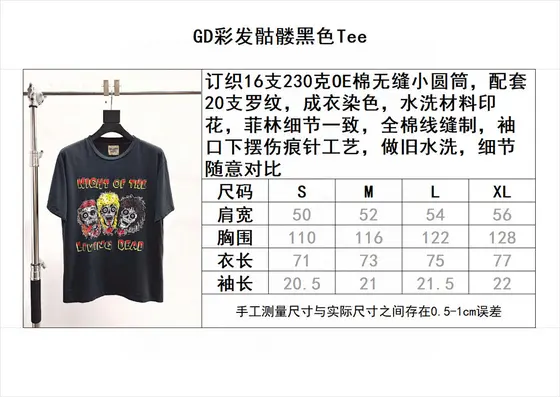 GD彩发骷髅黑色Tee
订织16支230克OE棉无缝小圆筒，配套
20支罗纹，成衣染色，水洗材料印
花，菲林细节一致，全棉线缝制，袖
口下摆伤痕针工艺，做旧水洗，细节
随意对比
尺码 S M L XL
肩宽 50 52 54 56
胸围 110 116 122 128
衣长 71 73 75 77
袖长 20.5 21 21.5 22
手工测量尺寸与实际尺寸之间存在0.5-1cm误差
NIGHT OF THE
LIVING DEAD